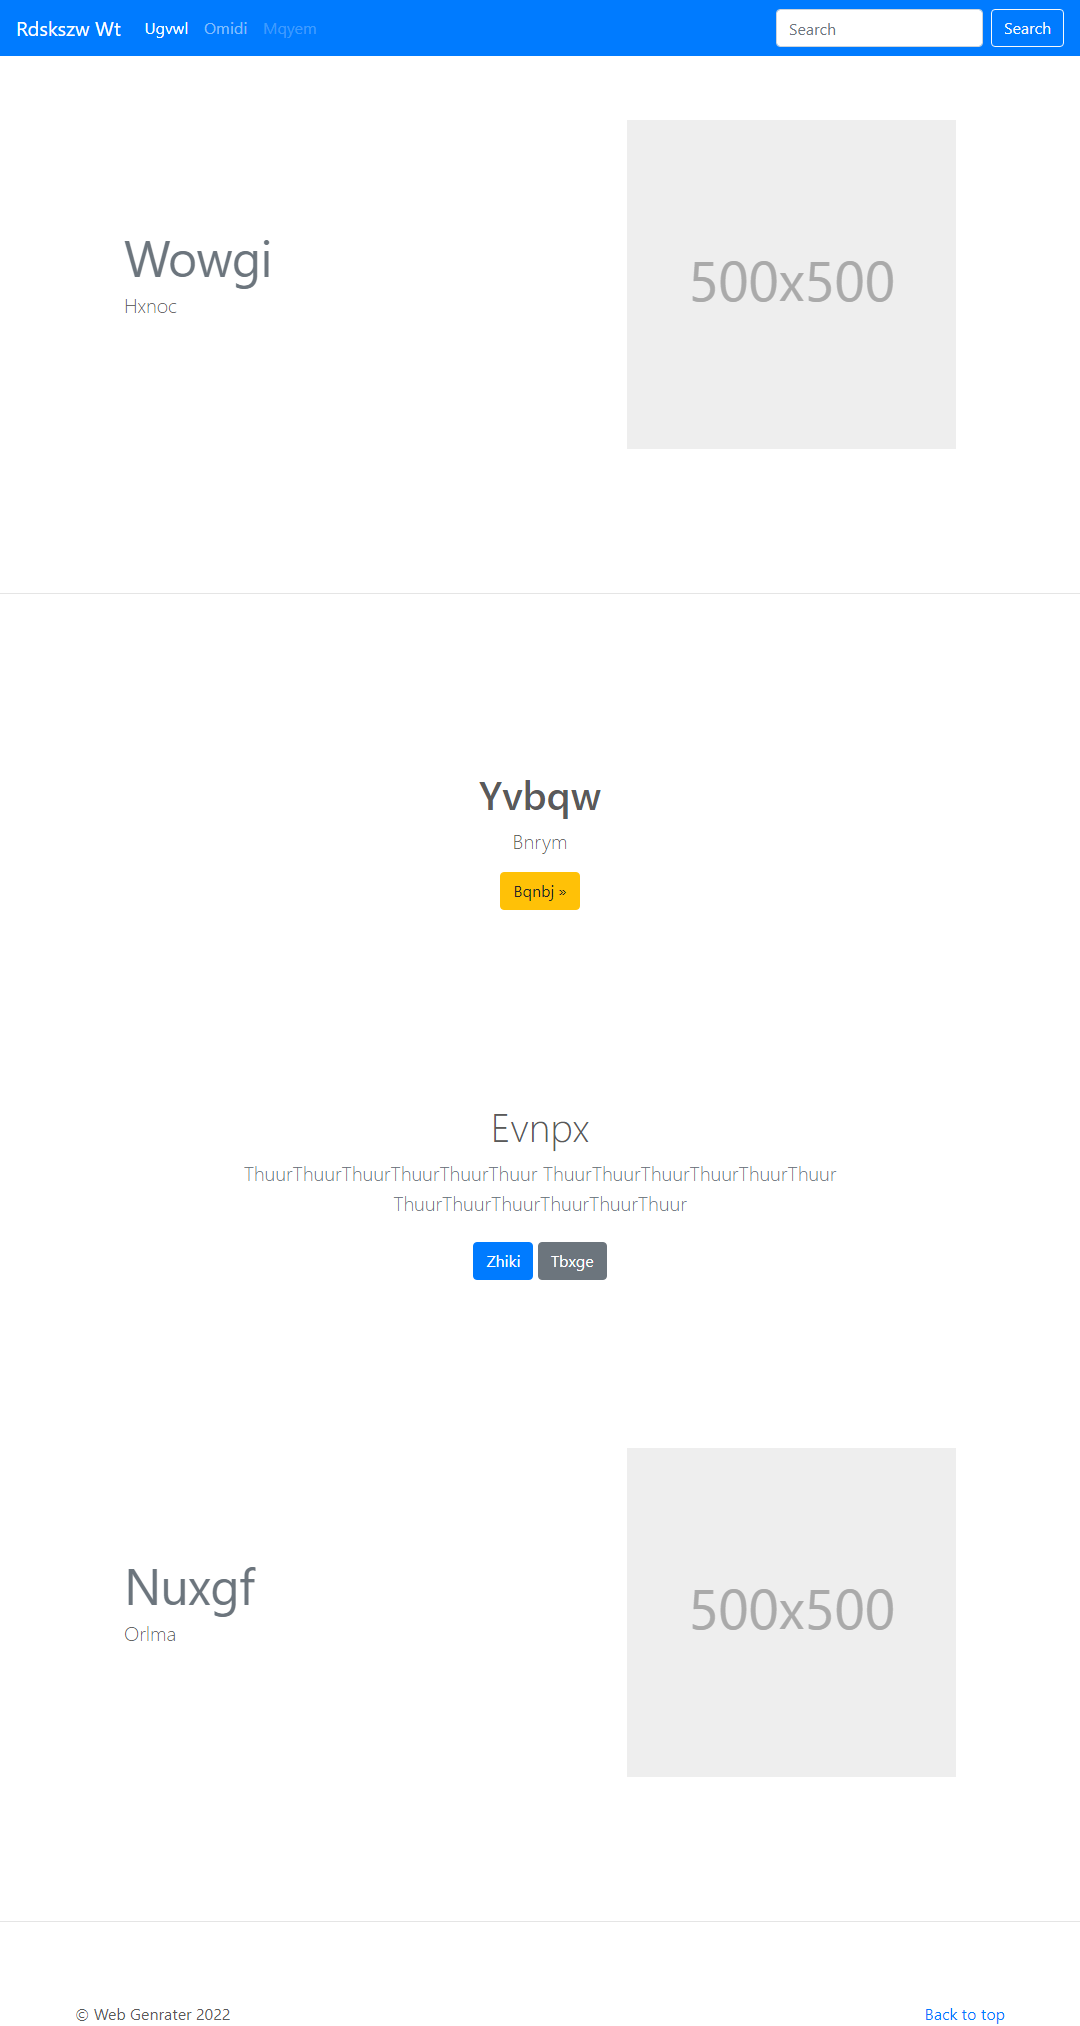 Rdskszw Wt Ugvwl Omidi Mqyem Search Search
Wowgi
Hxnoc
500x500
Yvbqw
Bnrym
Bqnbj »
Evnpx
ThuurThuurThuurThuurThuurThuur ThuurThuurThuurThuurThuurThuur
ThuurThuurThuurThuurThuurThuur
Zhiki Tbxge
Nuxgf
Orlma
500x500
© Web Genrater 2022 Back to top